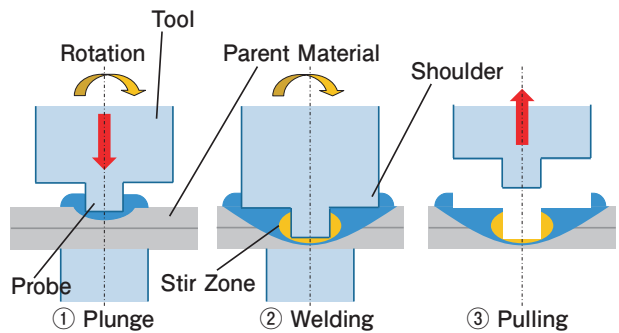 Tool
Rotation
Parent Material
Shoulder
Probe
Stir Zone
① Plunge
② Welding
③ Pulling